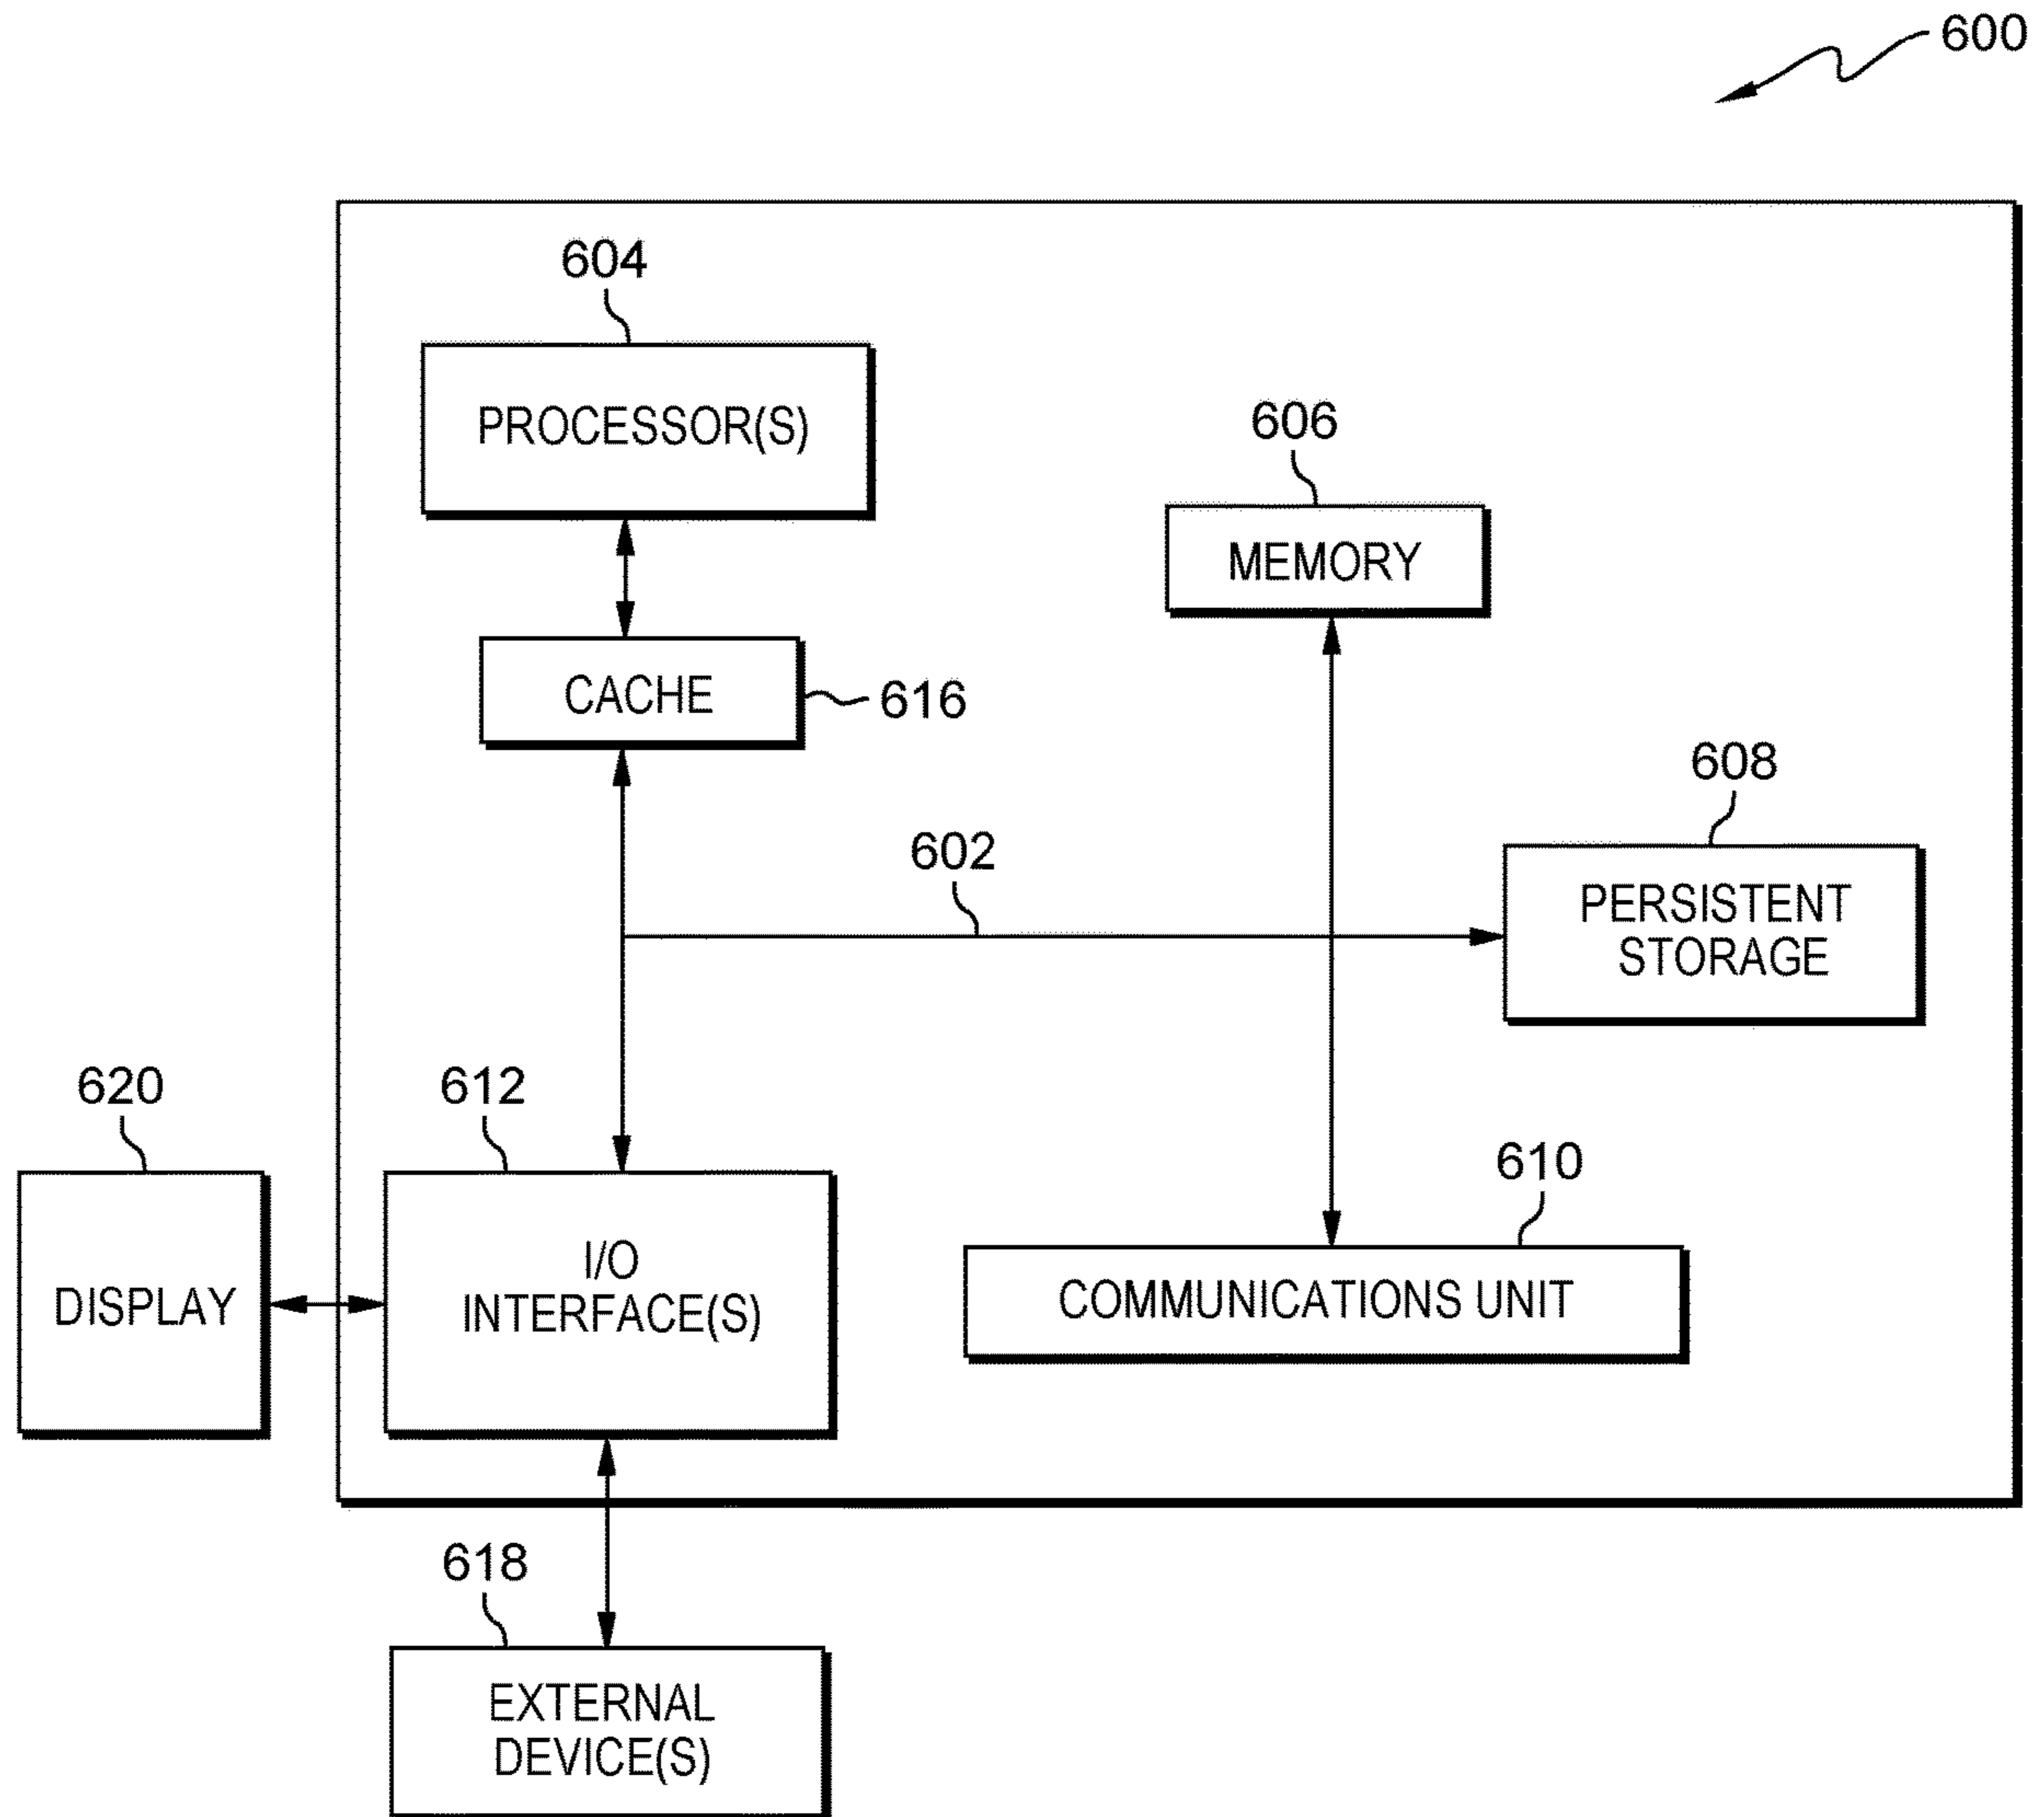 600
604
PROCESSOR(S)
606
MEMORY
CACHE
616
608
602
PERSISTENT
STORAGE
620
612
610
I/O
INTERFACE(S)
DISPLAY
COMMUNICATIONS UNIT
618
EXTERNAL
DEVICE(S)